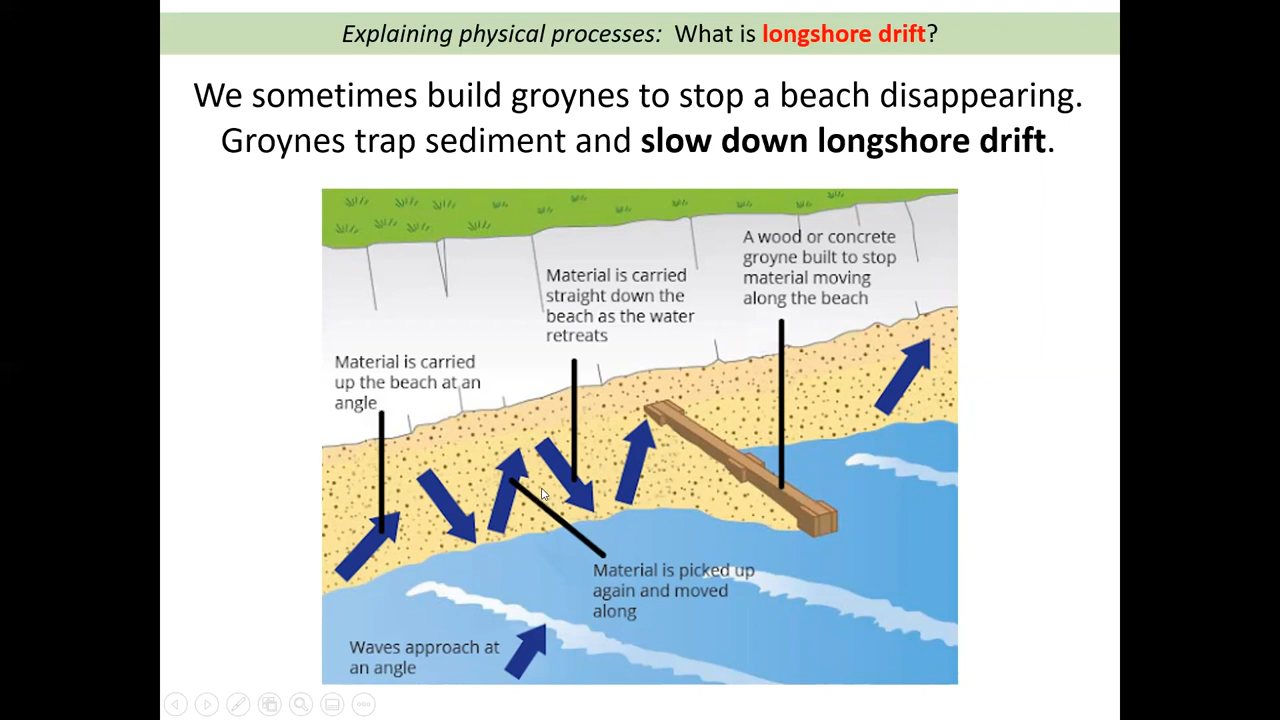 Explaining physical processes: What is longshore drift?
We sometimes build groynes to stop a beach disappearing.
Groynes trap sediment and slow down longshore drift.
A wood or concrete
groyne built to stop
material moving
along the beach
Material is carried
straight down the
beach as the water
retreats
Material is carried
up the beach at an
angle
Material is picked up
again and moved
along
Waves approach at
an angle